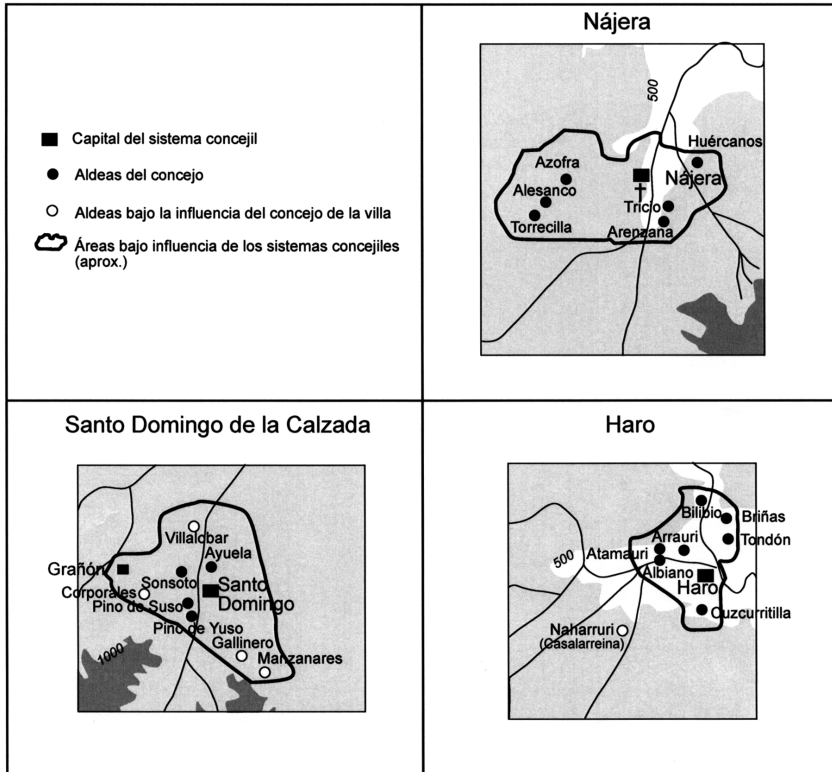 Capital del sistema concejil
Aldeas del concejo
Aldeas bajo la influencia del concejo de la villa
Áreas bajo influencia de los sistemas concejiles
(aprox.)
Nájera
500
Huércanos
Azofra
Nájera
Alesanco
Tricio
Torrecilla
Arenzana
Santo Domingo de la Calzada
Villalobar
Ayuela
Grañón
Sonsoto
Santo
Domingo
Corporales
Pino de Suso
Pino de Yuso
Gallinero
Manzanares
1000
Haro
Bilibio
Briñas
Arrauri
Tondón
500
Atamauri
Albiano
Haro
Cuzcurritilla
Naharruri
(Casalarreina)